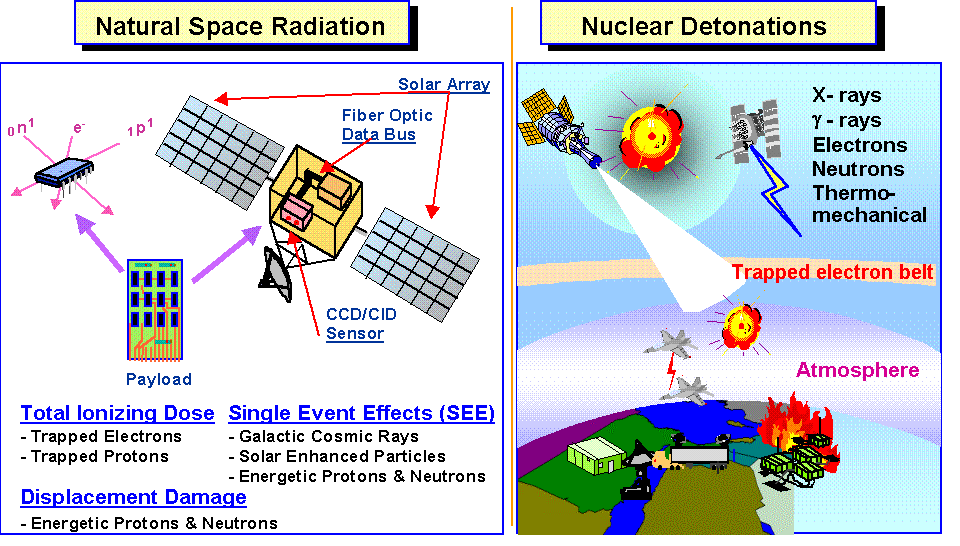 Natural Space Radiation
Solar Array
Fiber Optic
Data Bus
₀n¹
e⁻
₁p¹
CCD/CID
Sensor
Payload
Total Ionizing Dose
- Trapped Electrons
- Trapped Protons
Single Event Effects (SEE)
- Galactic Cosmic Rays
- Solar Enhanced Particles
- Energetic Protons & Neutrons
Displacement Damage
- Energetic Protons & Neutrons
Nuclear Detonations
X- rays
γ - rays
Electrons
Neutrons
Thermo-
mechanical
Trapped electron belt
Atmosphere